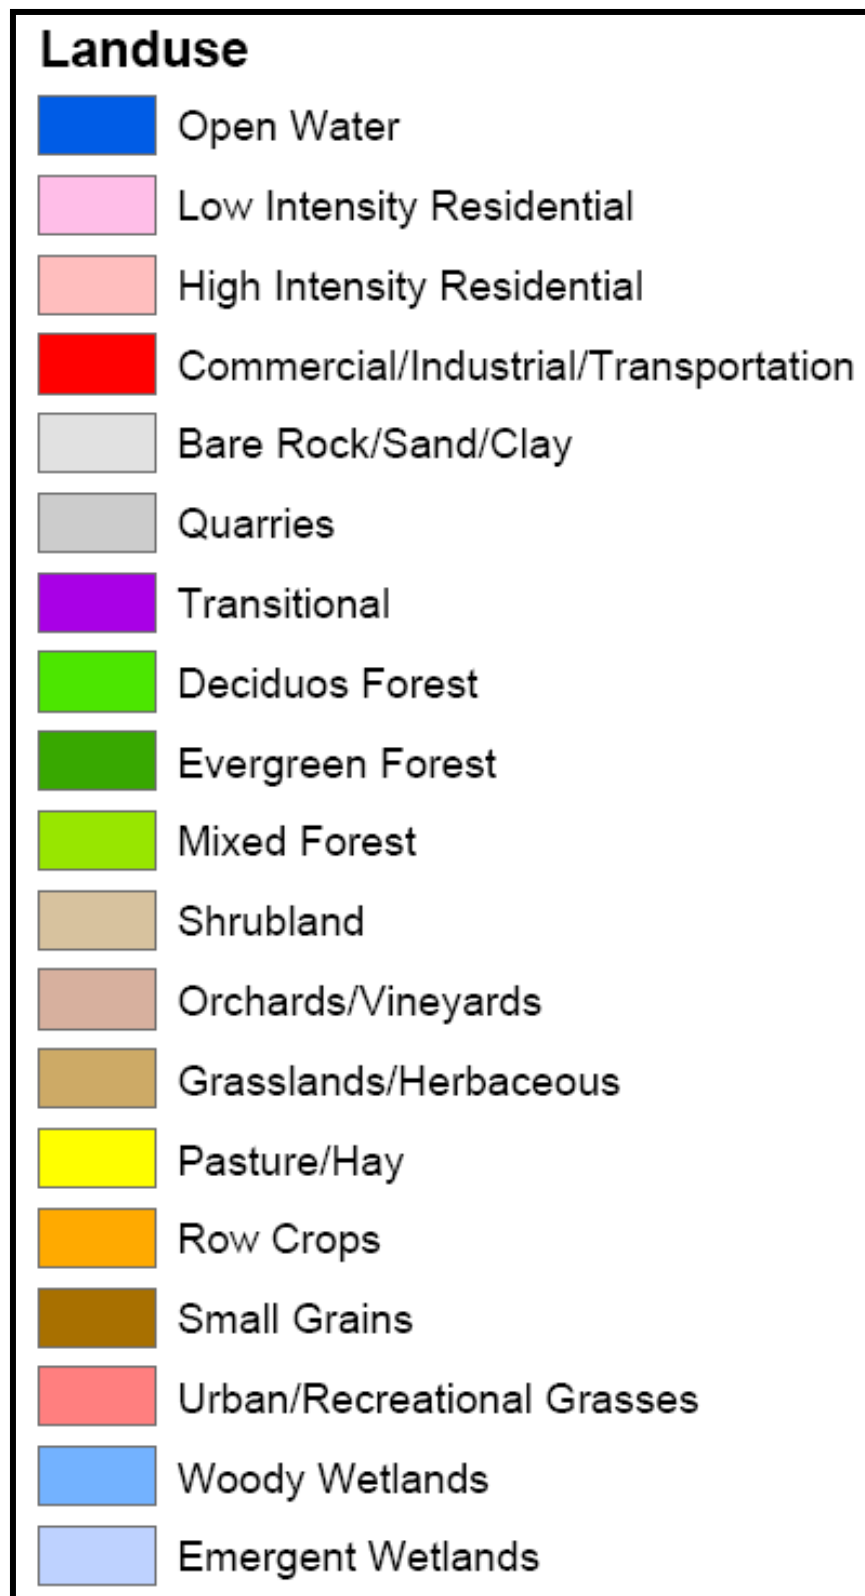 Landuse
Open Water
Low Intensity Residential
High Intensity Residential
Commercial/Industrial/Transportation
Bare Rock/Sand/Clay
Quarries
Transitional
Deciduos Forest
Evergreen Forest
Mixed Forest
Shrubland
Orchards/Vineyards
Grasslands/Herbaceous
Pasture/Hay
Row Crops
Small Grains
Urban/Recreational Grasses
Woody Wetlands
Emergent Wetlands